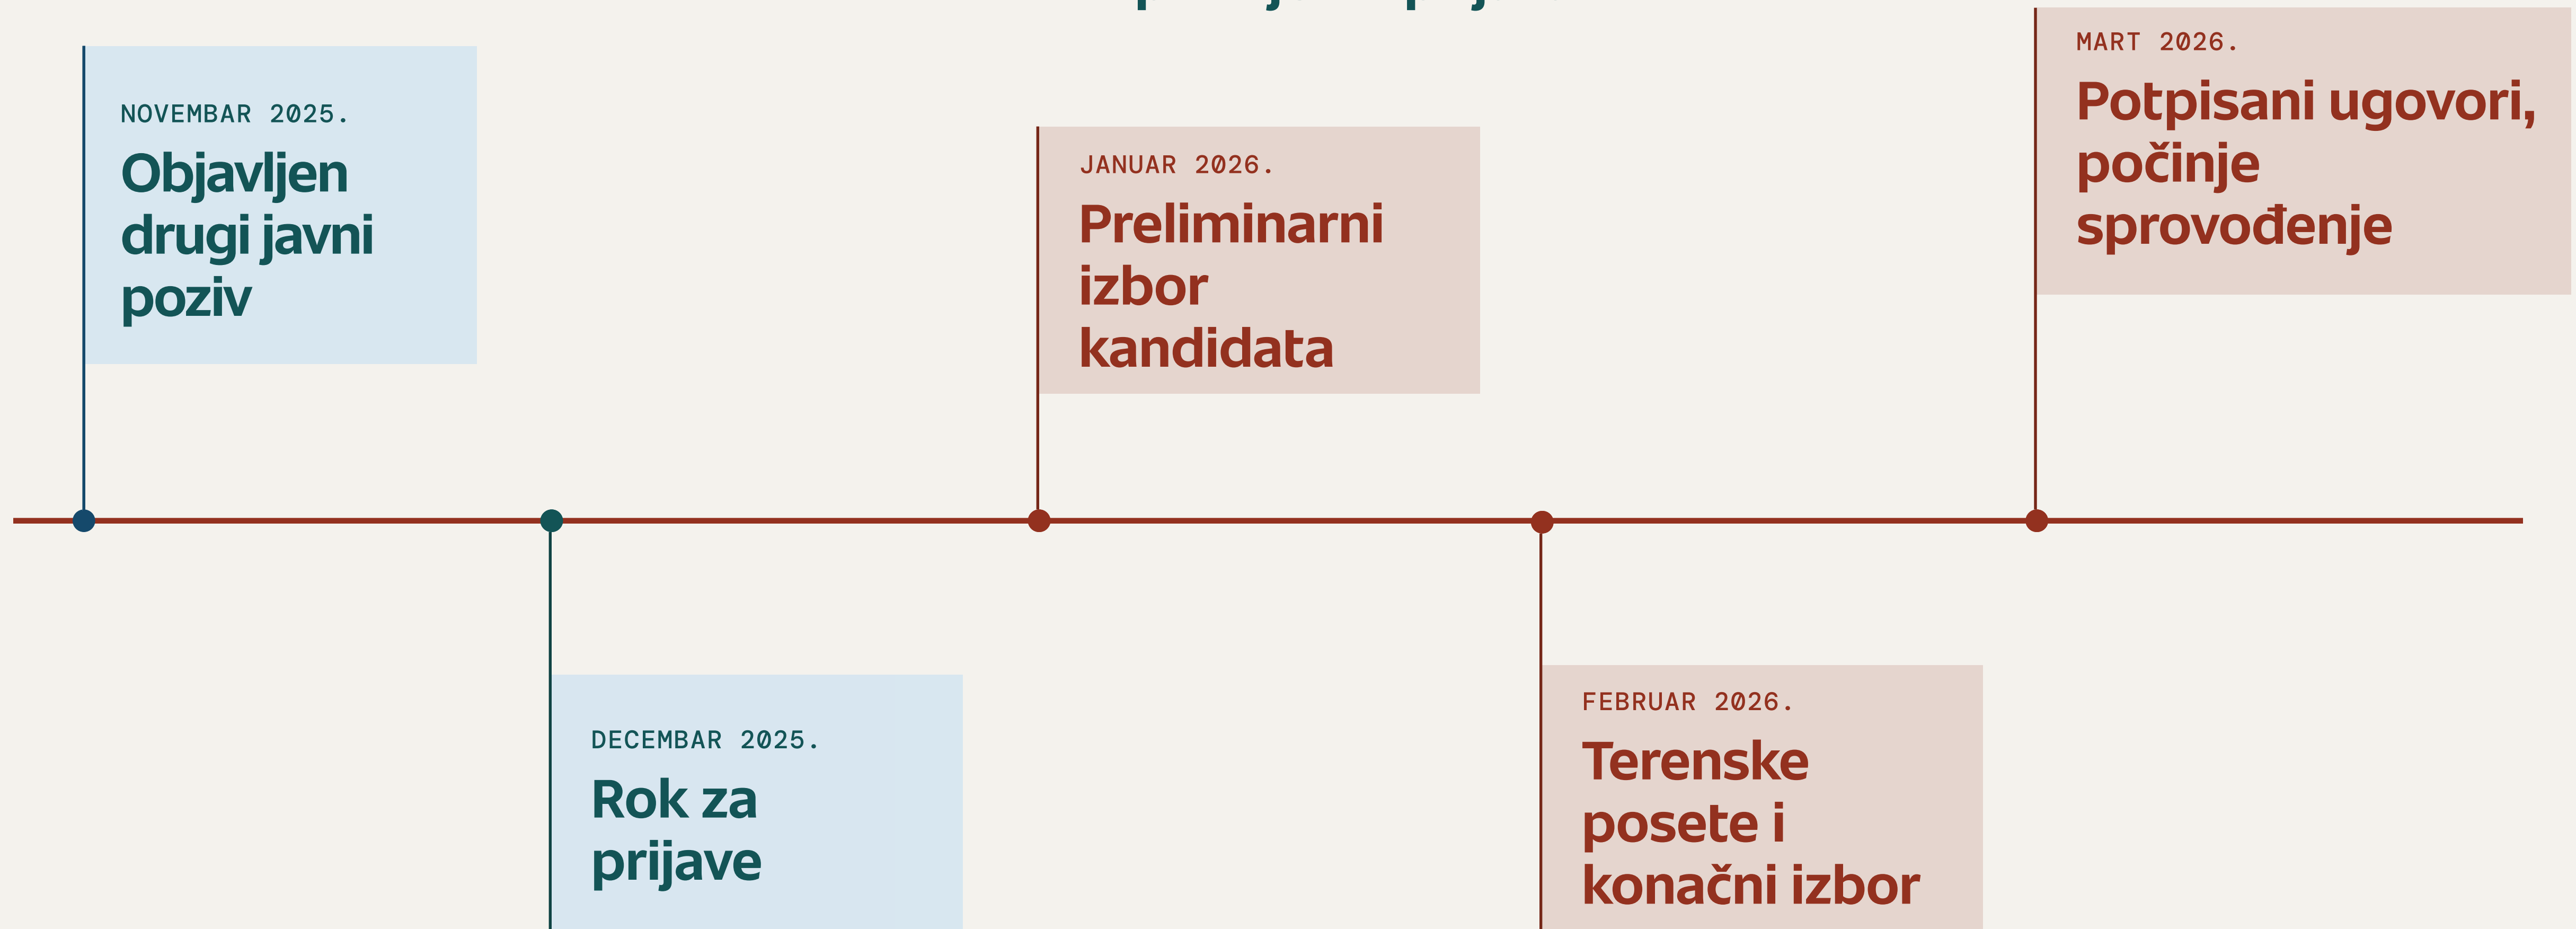 NOVEMBAR 2025.
Objavljen
drugi javni
poziv
DECEMBAR 2025.
Rok za
prijave
JANUAR 2026.
Preliminarni
izbor
kandidata
FEBRUAR 2026.
Terenske
posete i
konačni izbor
MART 2026.
Potpisani ugovori,
počinje
sprovođenje